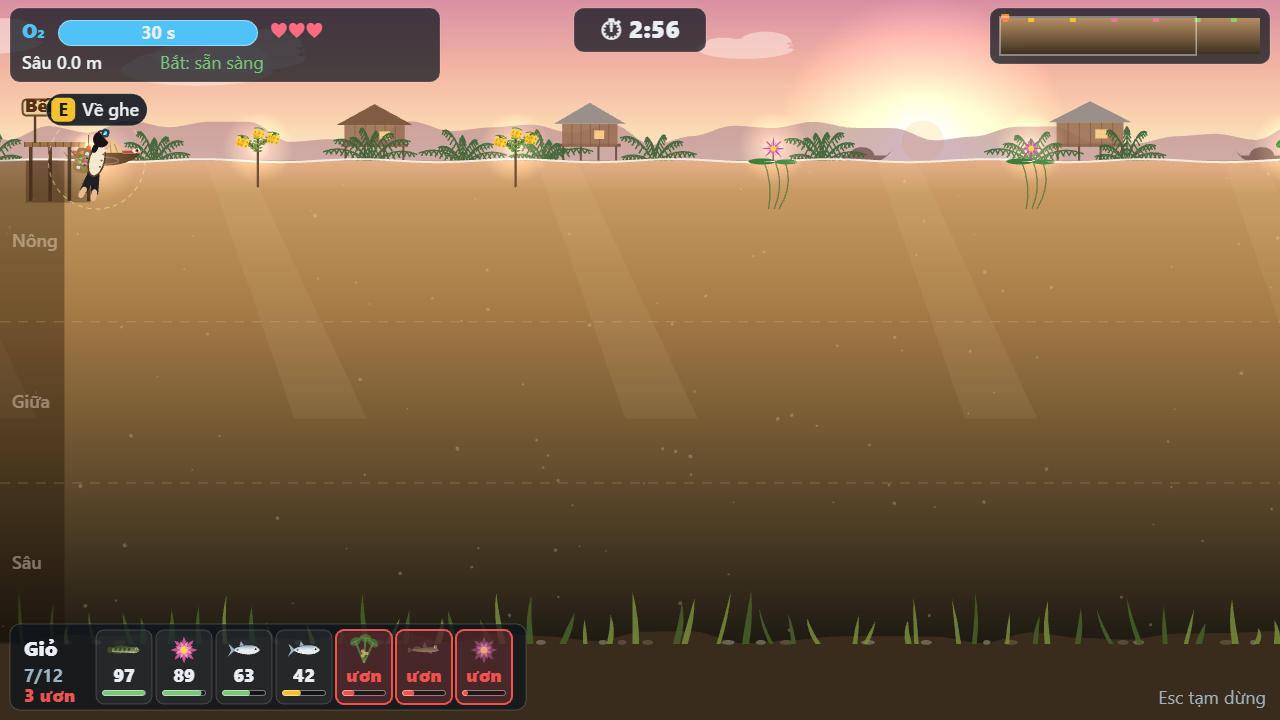 O₂ 30 s
Sâu 0.0 m Bắt: sẵn sàng
⏱ 2:56
E Về ghe
Nông
Giữa
Sâu
Giỏ
7/12
3 ươn
97 89 63 42 ươn ươn ươn
Esc tạm dừng